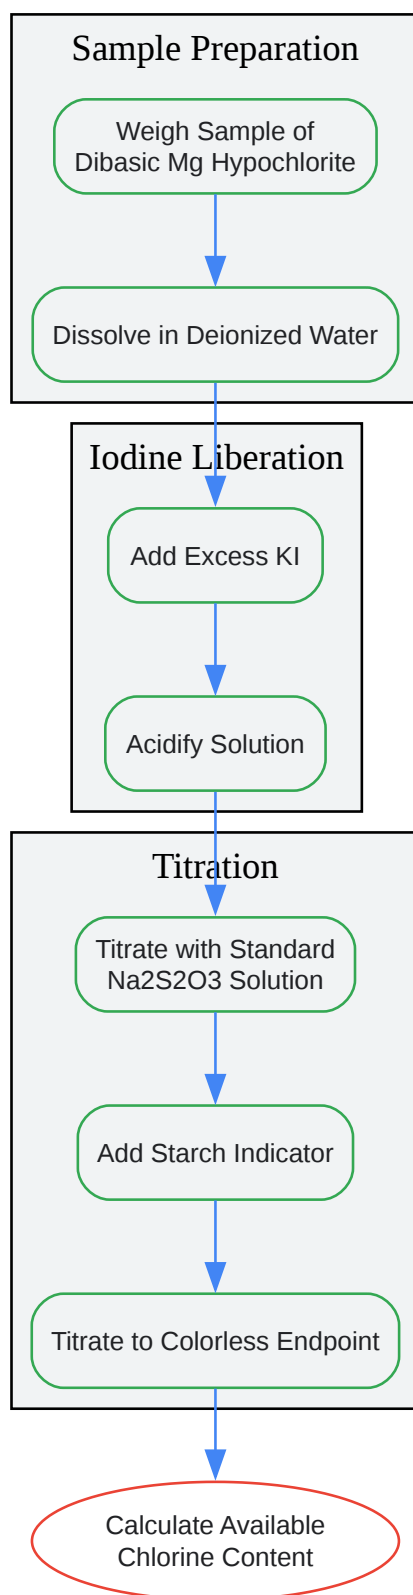 Sample Preparation
Weigh Sample of
Dibasic Mg Hypochlorite
Dissolve in Deionized Water
Iodine Liberation
Add Excess KI
Acidify Solution
Titration
Titrate with Standard
Na2S2O3 Solution
Add Starch Indicator
Titrate to Colorless Endpoint
Calculate Available
Chlorine Content